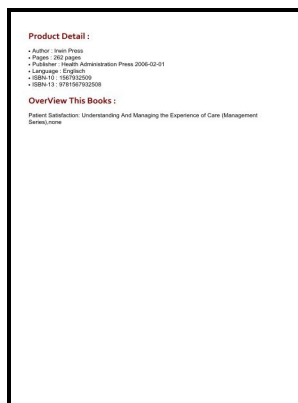 Product Detail :
• Author : Irwin Press
• Pages : 262 pages
• Publisher : Health Administration Press 2006-02-01
• Language : Englisch
• ISBN-10 : 1567932509
• ISBN-13 : 9781567932508
OverView This Books :
Patient Satisfaction: Understanding And Managing the Experience of Care (Management
Series),none